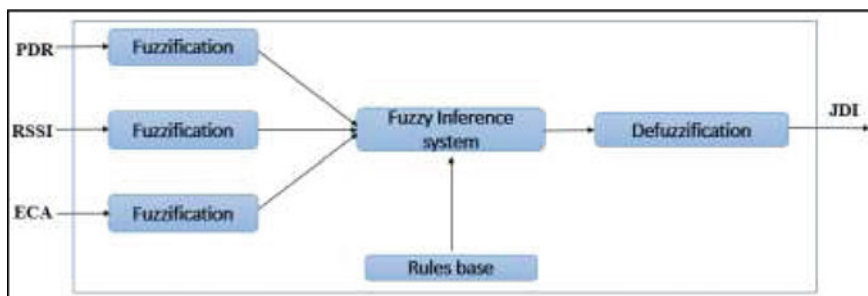 PDR
Fuzzification
RSSI
Fuzzification
ECA
Fuzzification
Fuzzy Inference
system
Rules base
Defuzzification
JDI